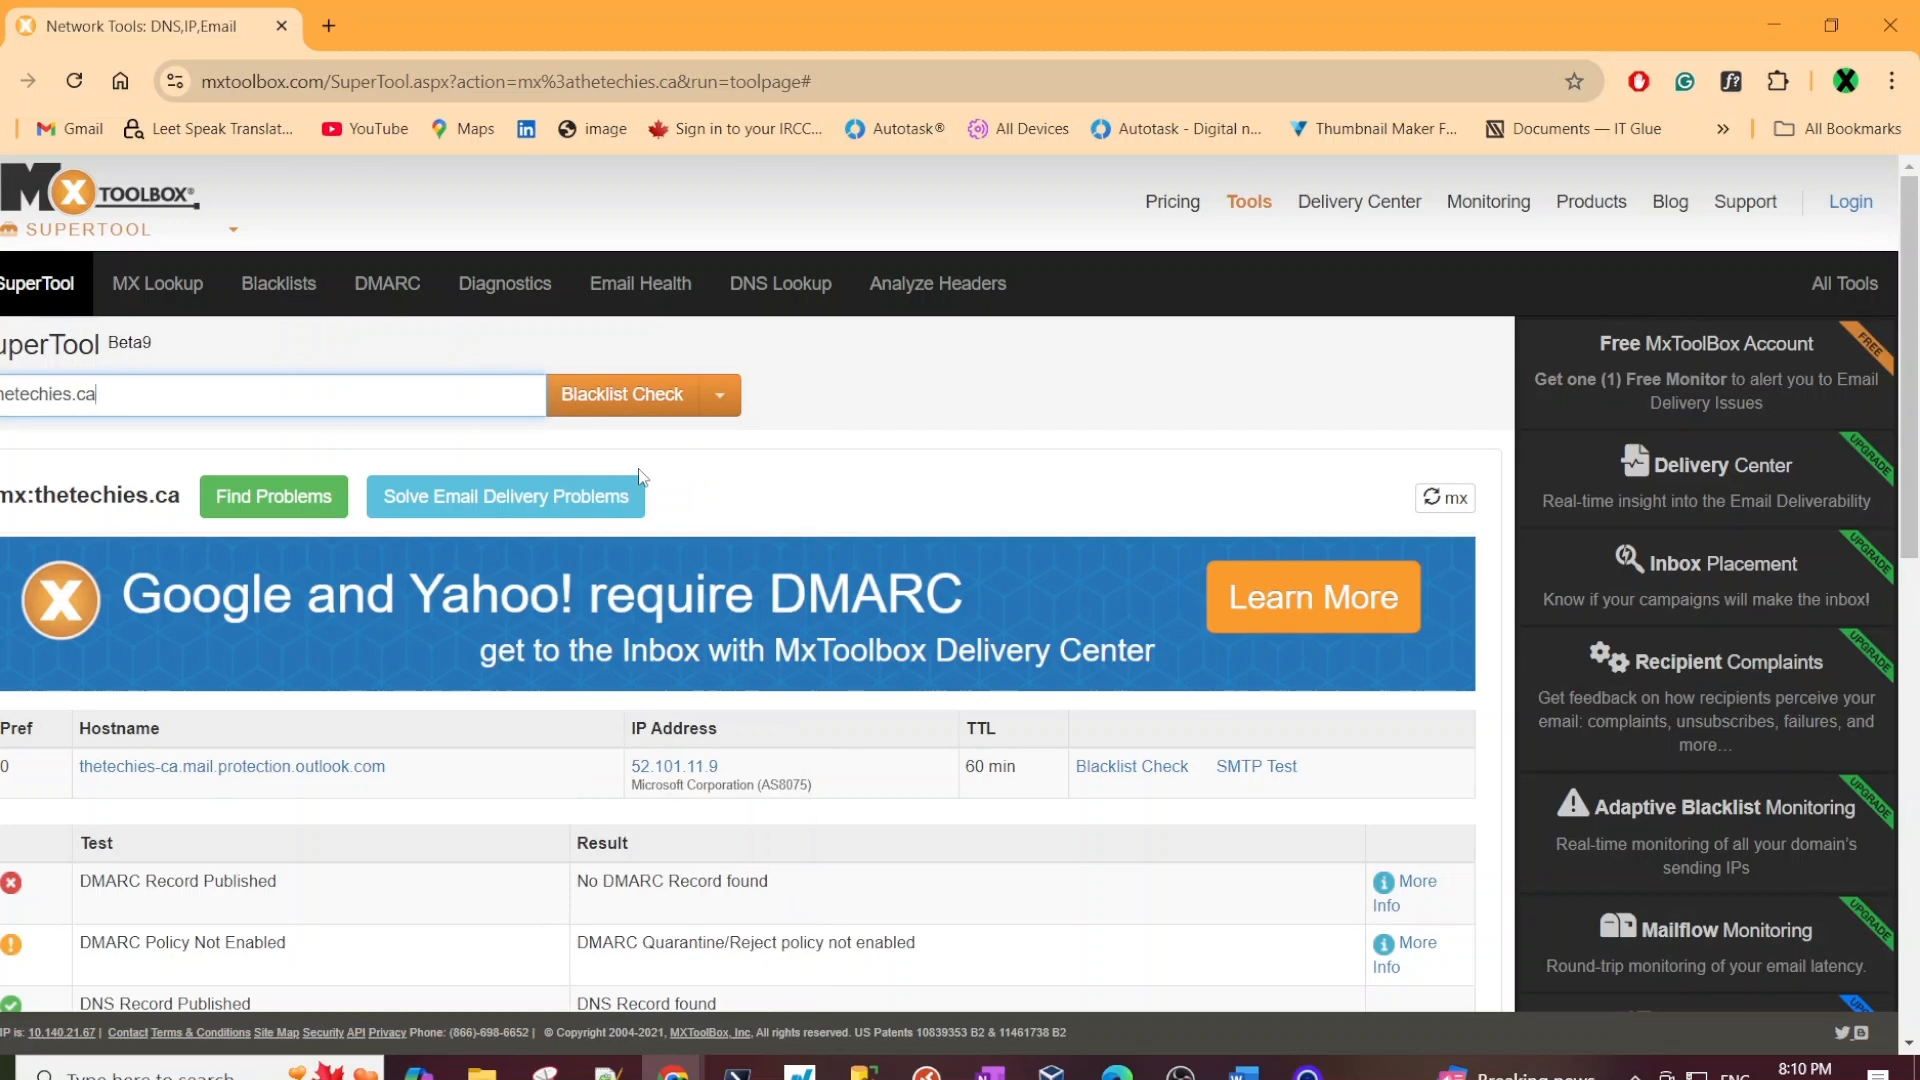 Network Tools: DNS,IP,Email
mxtoolbox.com/SuperTool.aspx?action=mx%3athetechies.ca&run=toolpage#
Gmail
Leet Speak Translat...
YouTube
Maps
image
Sign in to your IRCC...
Autotask®
All Devices
Autotask - Digital n...
Thumbnail Maker F...
Documents — IT Glue
All Bookmarks
MX TOOLBOX®
SUPERTOOL
Pricing
Tools
Delivery Center
Monitoring
Products
Blog
Support
Login
SuperTool
MX Lookup
Blacklists
DMARC
Diagnostics
Email Health
DNS Lookup
Analyze Headers
All Tools
uperTool Beta9
hetechies.ca
Blacklist Check
mx:thetechies.ca
Find Problems
Solve Email Delivery Problems
mx
X
Google and Yahoo! require DMARC
get to the Inbox with MxToolbox Delivery Center
Learn More
Pref
Hostname
IP Address
TTL
0
thetechies-ca.mail.protection.outlook.com
52.101.11.9
Microsoft Corporation (AS8075)
60 min
Blacklist Check
SMTP Test
Test
Result
DMARC Record Published
No DMARC Record found
More
Info
DMARC Policy Not Enabled
DMARC Quarantine/Reject policy not enabled
More
Info
DNS Record Published
DNS Record found
Free MxToolBox Account
FREE
Get one (1) Free Monitor to alert you to Email
Delivery Issues
Delivery Center
UPGRADE
Real-time insight into the Email Deliverability
Inbox Placement
UPGRADE
Know if your campaigns will make the inbox!
Recipient Complaints
UPGRADE
Get feedback on how recipients perceive your
email: complaints, unsubscribes, failures, and
more...
Adaptive Blacklist Monitoring
UPGRADE
Real-time monitoring of all your domain's
sending IPs
Mailflow Monitoring
UPGRADE
Round-trip monitoring of your email latency.
IP is: 10.140.21.67 | Contact Terms & Conditions Site Map Security API Privacy Phone: (866)-698-6652 | © Copyright 2004-2021, MXToolBox, Inc, All rights reserved. US Patents 10839353 B2 & 11461738 B2
Type here to search
Breaking news
ENG
8:10 PM